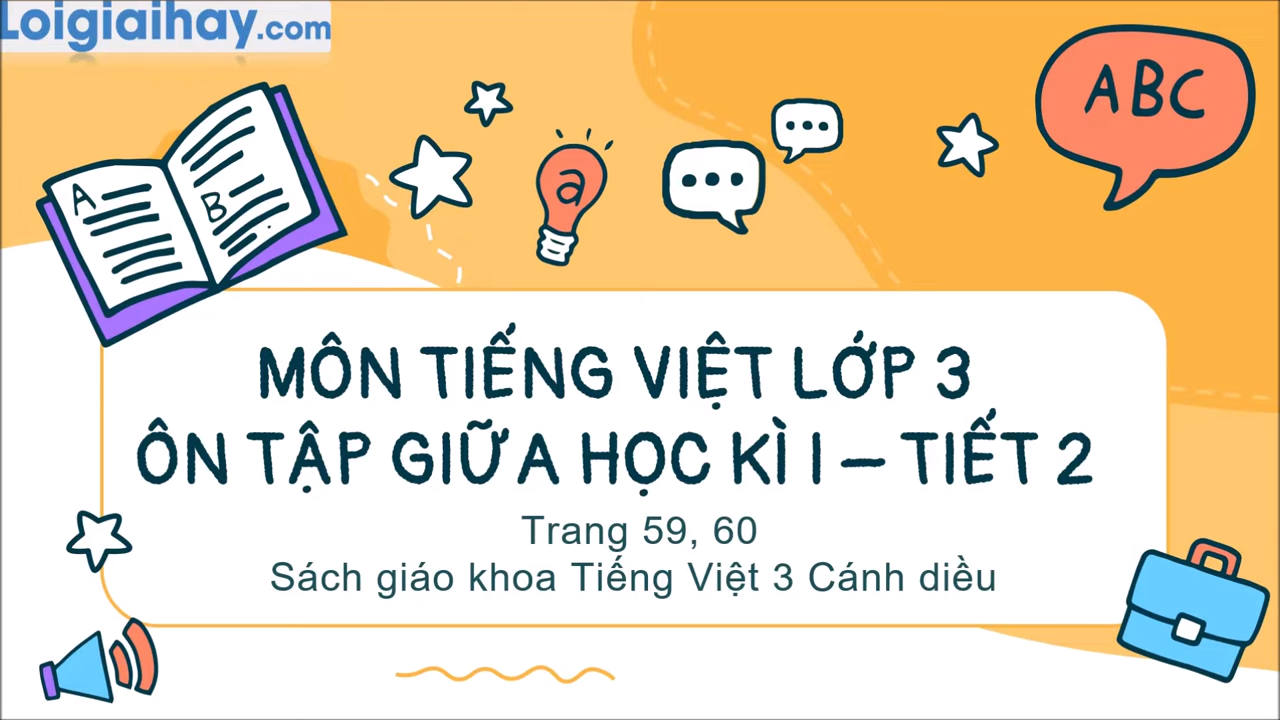 Loigiaihay.com
ABC
A
B
a
MÔN TIẾNG VIỆT LỚP 3
ÔN TẬP GIỮA HỌC KÌ I – TIẾT 2
Trang 59, 60
Sách giáo khoa Tiếng Việt 3 Cánh diều